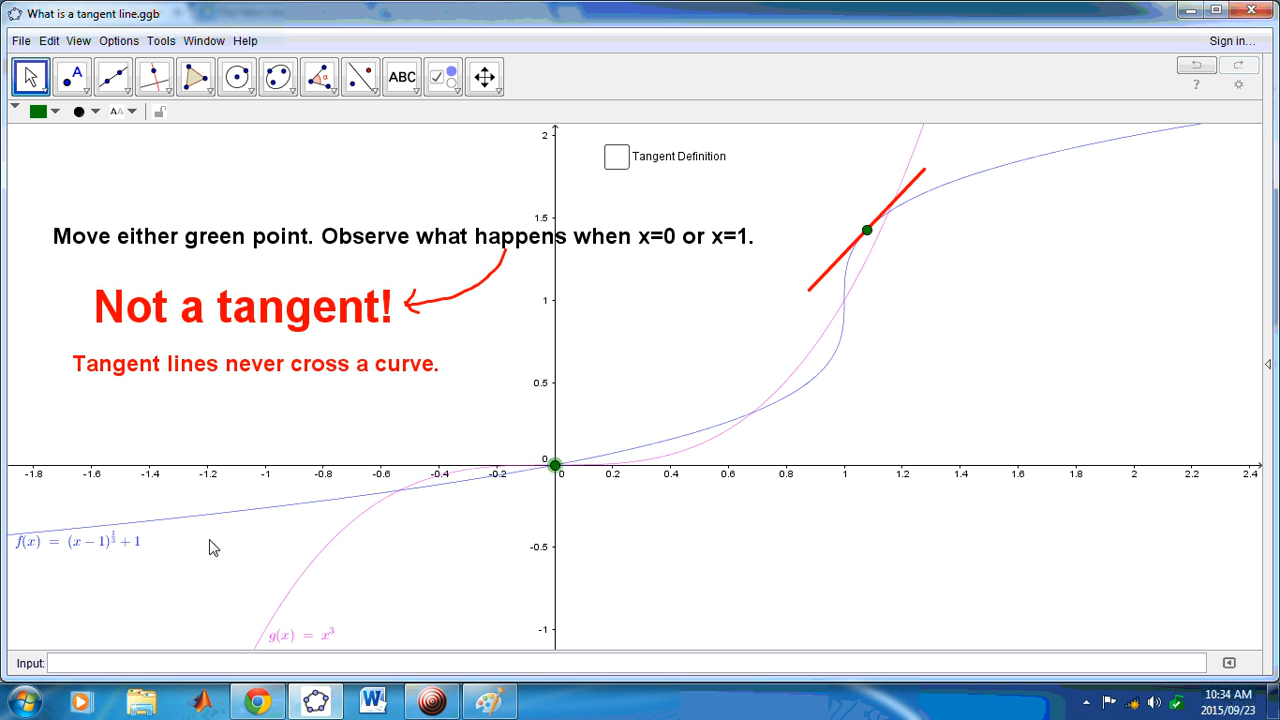 What is a tangent line.ggb
File Edit View Options Tools Window Help
Sign in...
A
α
ABC
?
AA
2
Tangent Definition
1.5
Move either green point. Observe what happens when x=0 or x=1.
Not a tangent!
1
Tangent lines never cross a curve.
0.5
0
-1.8 -1.6 -1.4 -1.2 -1 -0.8 -0.6 -0.4 -0.2 0 0.2 0.4 0.6 0.8 1 1.2 1.4 1.6 1.8 2 2.2 2.4
f(x) = (x − 1)^{1/3} + 1
-0.5
g(x) = x³
-1
Input:
W
10:34 AM
2015/09/23